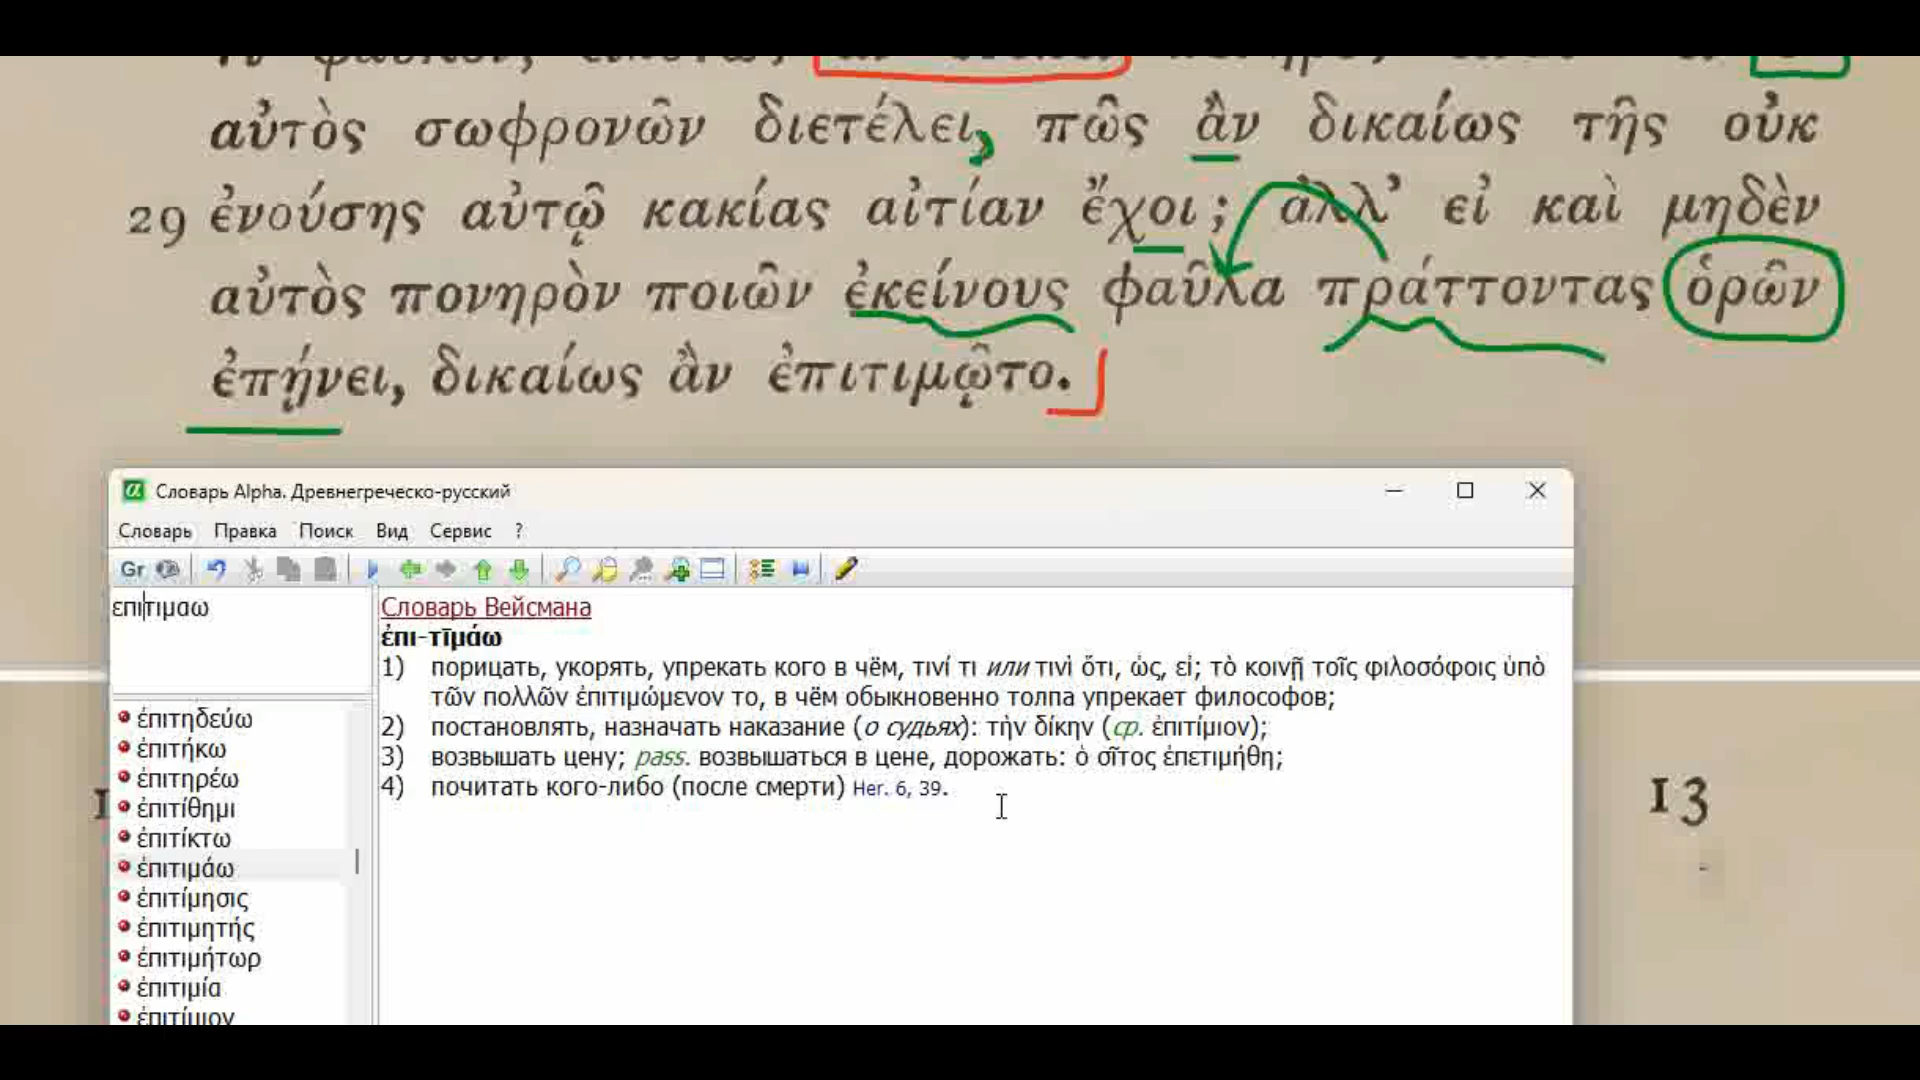 αὐτὸς σωφρονῶν διετέλει, πῶς ἂν δικαίως τῆς οὐκ
29 ἐνούσης αὐτῷ κακίας αἰτίαν ἔχοι; ἀλλ’ εἰ καὶ μηδὲν
αὐτὸς πονηρὸν ποιῶν ἐκείνους φαῦλα πράττοντας ὁρῶν
ἐπῄνει, δικαίως ἂν ἐπιτιμῷτο.
Словарь Alpha. Древнегреческо-русский
Словарь Правка Поиск Вид Сервис ?
Gr
επιτιμαω
Словарь Вейсмана
ἐπι-τῑμάω
1) порицать, укорять, упрекать кого в чём, τινί τι или τινὶ ὅτι, ὡς, εἰ; τὸ κοινῇ τοῖς φιλοσόφοις ὑπὸ
τῶν πολλῶν ἐπιτιμώμενον то, в чём обыкновенно толпа упрекает философов;
2) постановлять, назначать наказание (о судьях): τὴν δίκην (ср. ἐπιτίμιον);
3) возвышать цену; pass. возвышаться в цене, дорожать: ὁ σῖτος ἐπετιμήθη;
4) почитать кого-либо (после смерти) Her. 6, 39.
ἐπιτηδεύω
ἐπιτήκω
ἐπιτηρέω
ἐπιτίθημι
ἐπιτίκτω
ἐπιτιμάω
ἐπιτίμησις
ἐπιτιμητής
ἐπιτιμήτωρ
ἐπιτιμία
ἐπιτίμιον
13